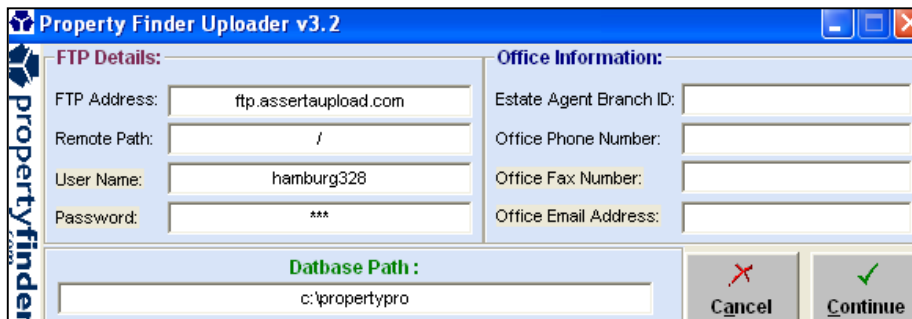 Property Finder Uploader v3.2
FTP Details:
FTP Address: ftp.assertaupload.com
Remote Path: /
User Name: hamburg328
Password: ***
Office Information:
Estate Agent Branch ID:
Office Phone Number:
Office Fax Number:
Office Email Address:
Datbase Path :
c:\propertypro
Cancel
Continue
propertyfinder
.com